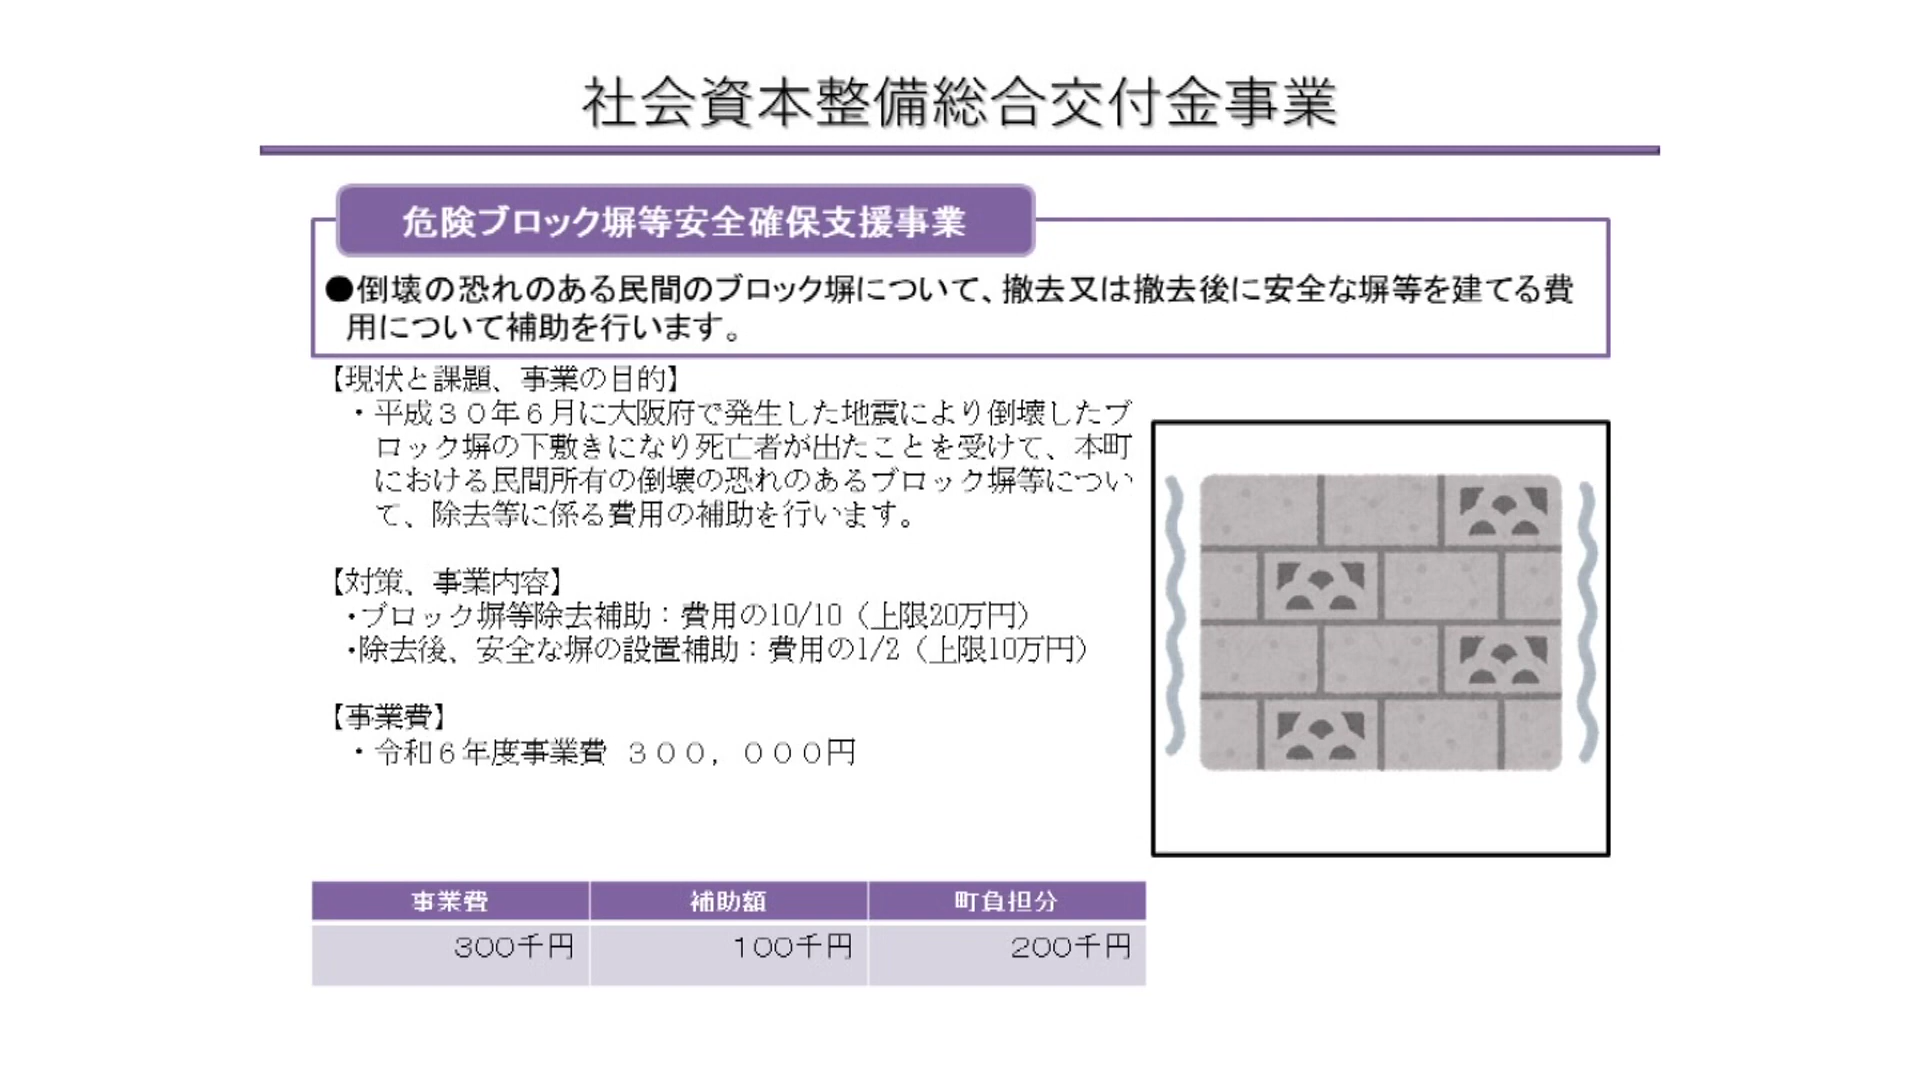 社会資本整備総合交付金事業
危険ブロック塀等安全確保支援事業
●倒壊の恐れのある民間のブロック塀について、撤去又は撤去後に安全な塀等を建てる費
用について補助を行います。
【現状と課題、事業の目的】
・平成３０年６月に大阪府で発生した地震により倒壊したブ
ロック塀の下敷きになり死亡者が出たことを受けて、本町
における民間所有の倒壊の恐れのあるブロック塀等につい
て、除去等に係る費用の補助を行います。
【対策、事業内容】
・ブロック塀等除去補助：費用の10/10（上限20万円）
・除去後、安全な塀の設置補助：費用の1/2（上限10万円）
【事業費】
・令和６年度事業費 ３００，０００円
事業費 補助額 町負担分
300千円 100千円 200千円